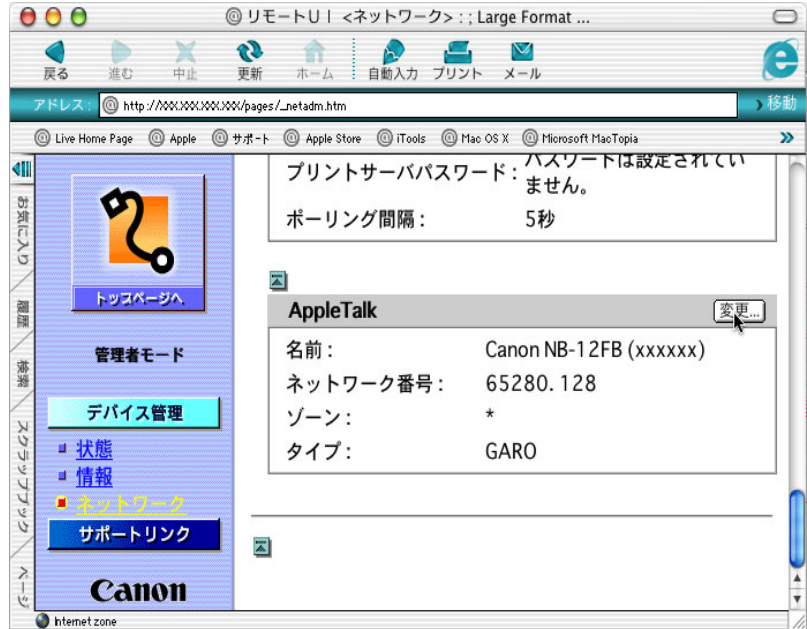 リモートUI <ネットワーク> : ; Large Format ...
戻る 進む 中止 更新 ホーム 自動入力 プリント メール
アドレス: http://XXX.XXX.XXX.XXX/pages/_netadm.htm 移動
Live Home Page Apple サポート Apple Store iTools Mac OS X Microsoft MacTopia
お気に入り
履歴
検索
スクラップブック
ページ
トップページへ
管理者モード
デバイス管理
状態
情報
ネットワーク
サポートリンク
Canon
プリントサーバパスワード: パスワードは設定されてい
ません。
ポーリング間隔: 5秒
AppleTalk 変更...
名前: Canon NB-12FB (xxxxxx)
ネットワーク番号: 65280.128
ゾーン: *
タイプ: GARO
Internet zone